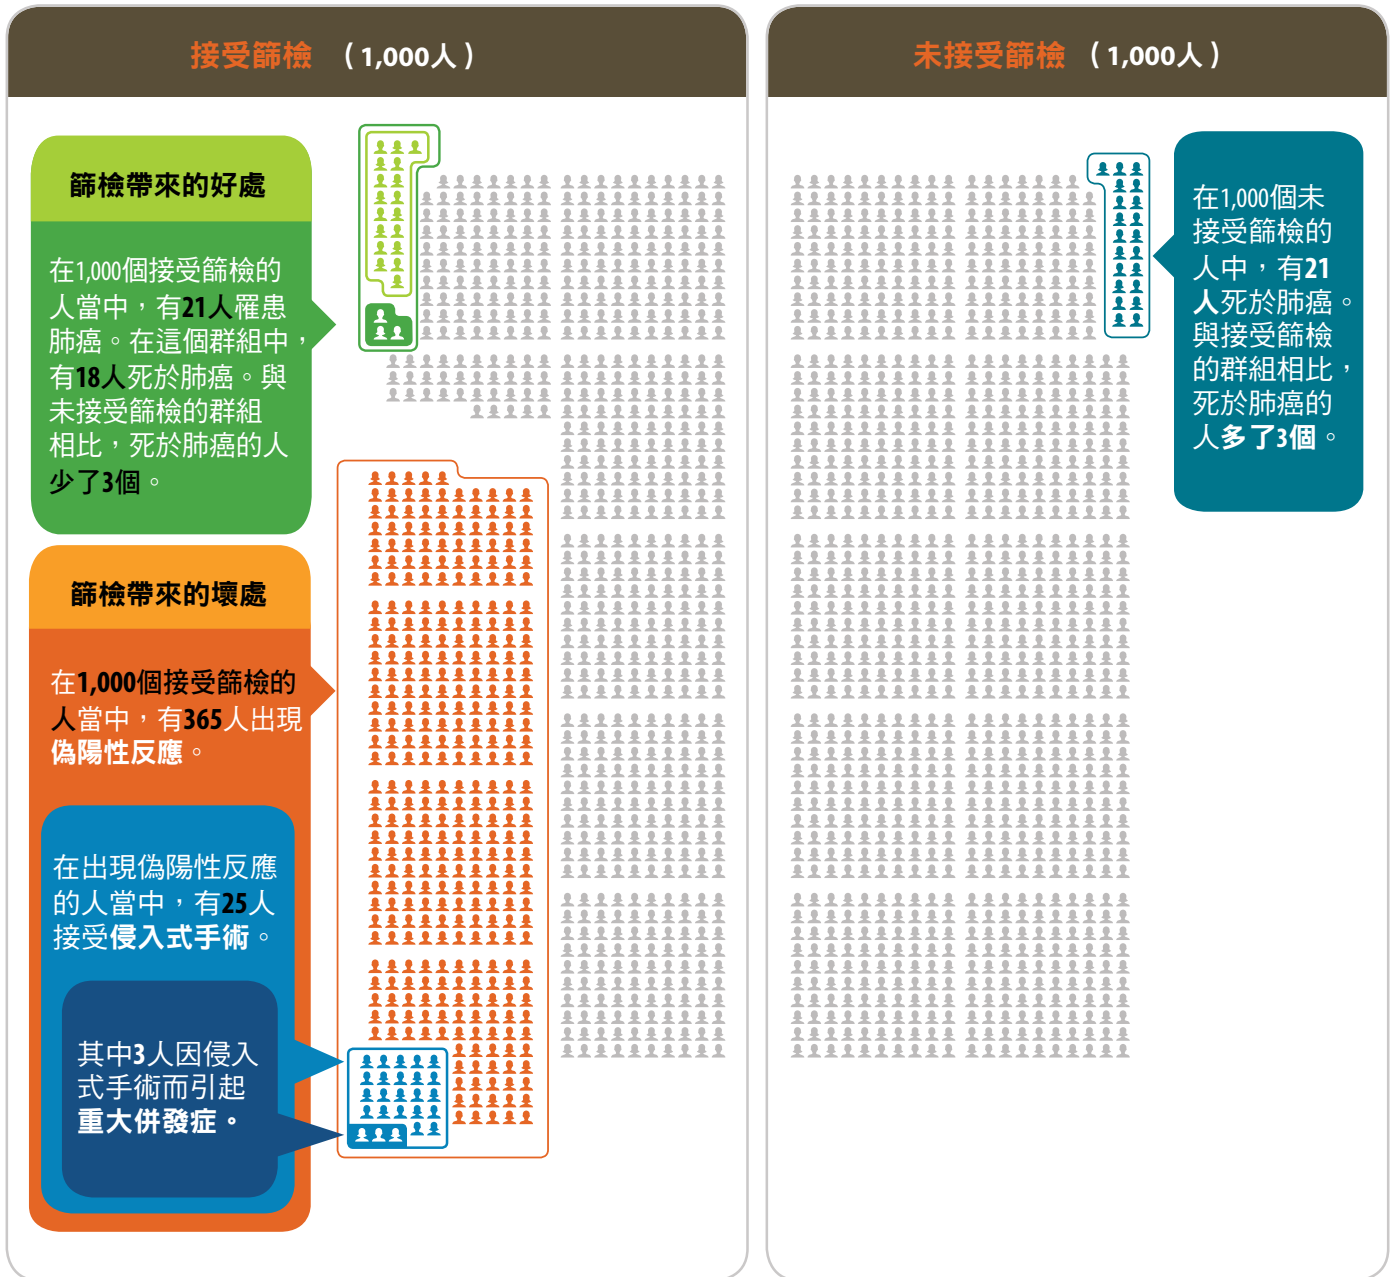 接受篩檢 （1,000人）
篩檢帶來的好處
在1,000個接受篩檢的
人當中，有21人罹患
肺癌。在這個群組中，
有18人死於肺癌。與
未接受篩檢的群組
相比，死於肺癌的人
少了3個。
篩檢帶來的壞處
在1,000個接受篩檢的
人當中，有365人出現
偽陽性反應。
在出現偽陽性反應
的人當中，有25人
接受侵入式手術。
其中3人因侵入
式手術而引起
重大併發症。
未接受篩檢 （1,000人）
在1,000個未
接受篩檢的
人中，有21
人死於肺癌。
與接受篩檢
的群組相比，
死於肺癌的
人多了3個。